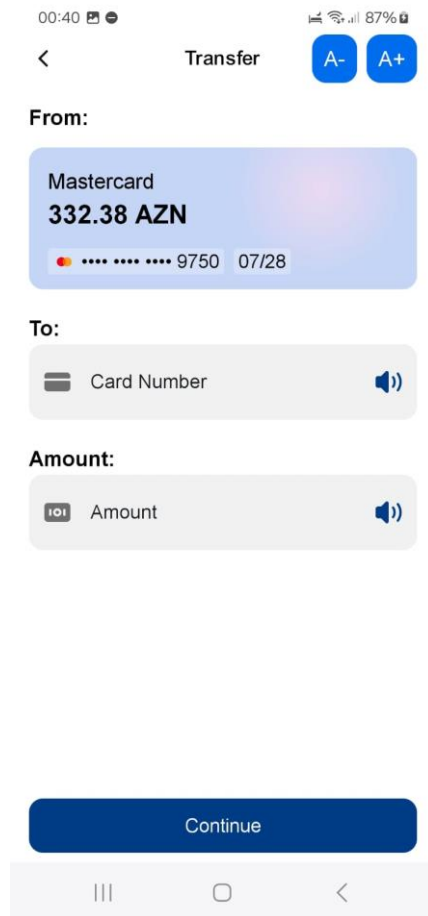 00:40 87%
Transfer A- A+
From:
Mastercard
332.38 AZN
•••• •••• •••• 9750 07/28
To:
Card Number
Amount:
Amount
Continue